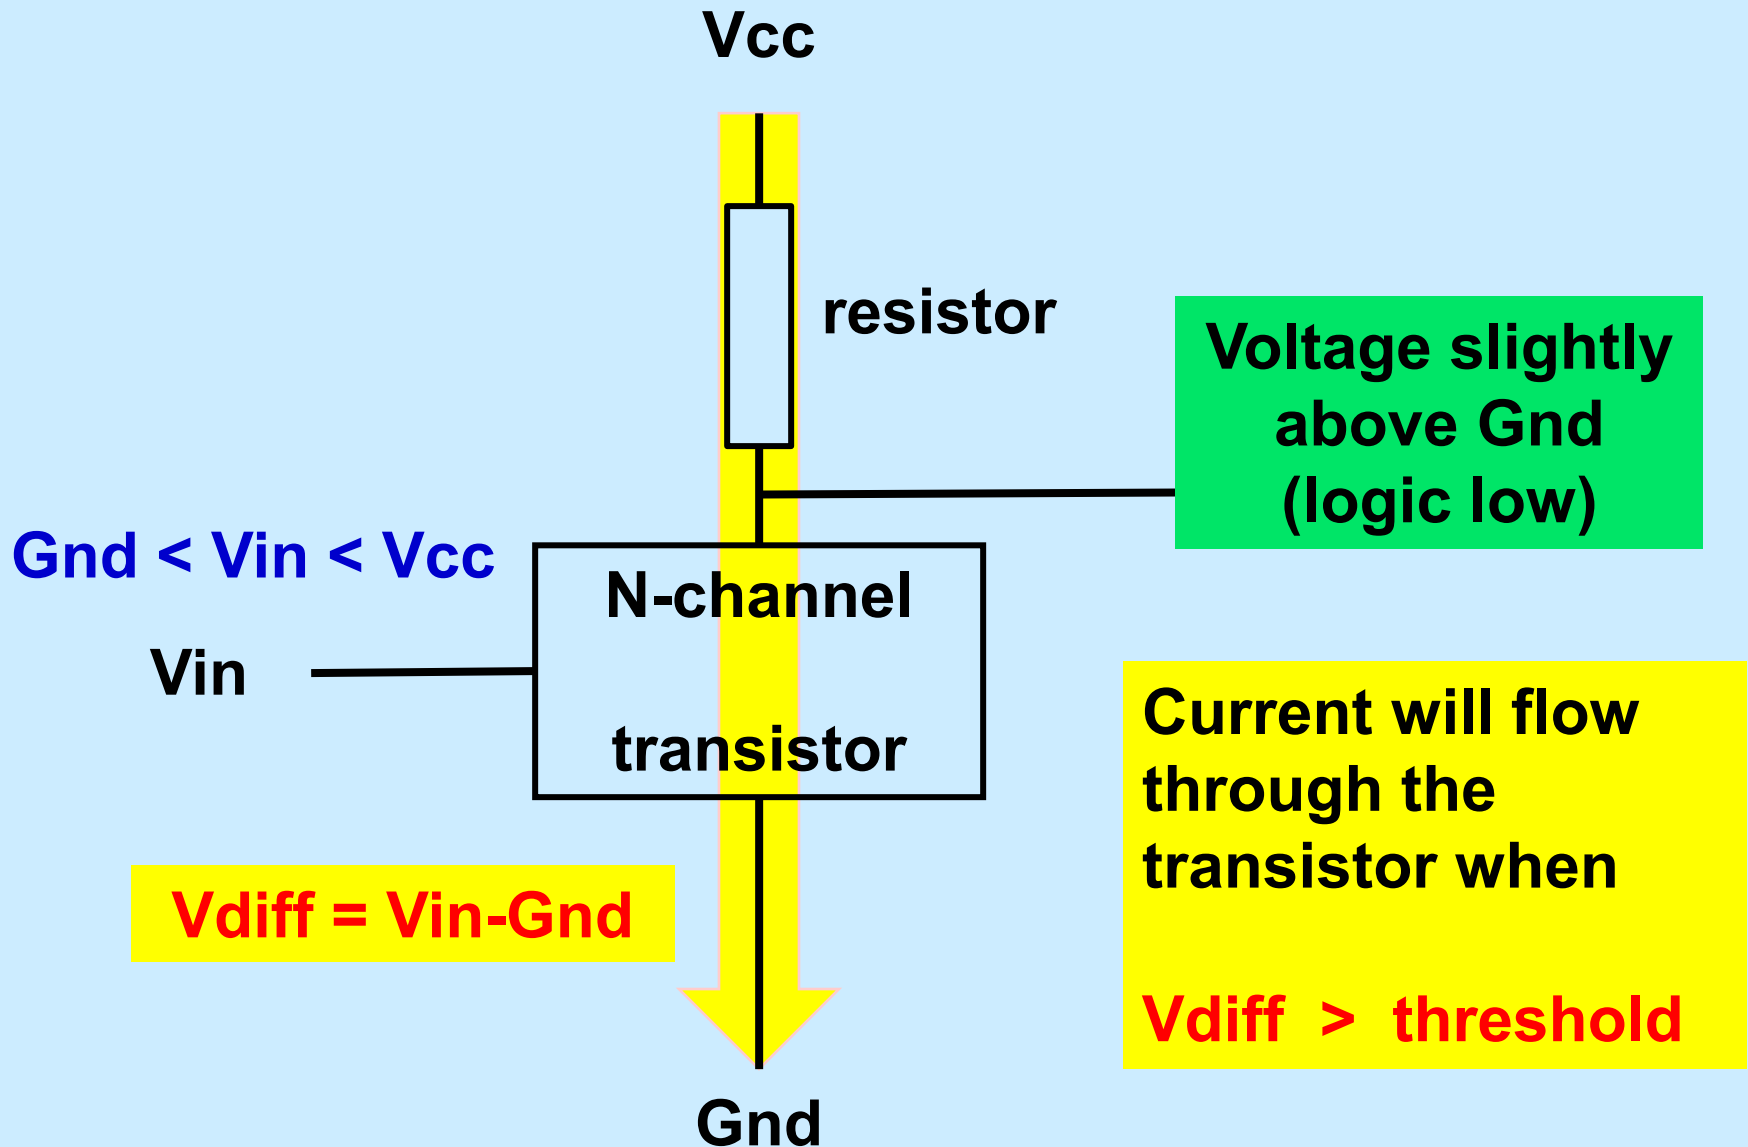 Vcc
resistor
Voltage slightly
above Gnd
(logic low)
Gnd < Vin < Vcc
N-channel
transistor
Vin
Current will flow
through the
transistor when
Vdiff > threshold
Vdiff = Vin-Gnd
Gnd